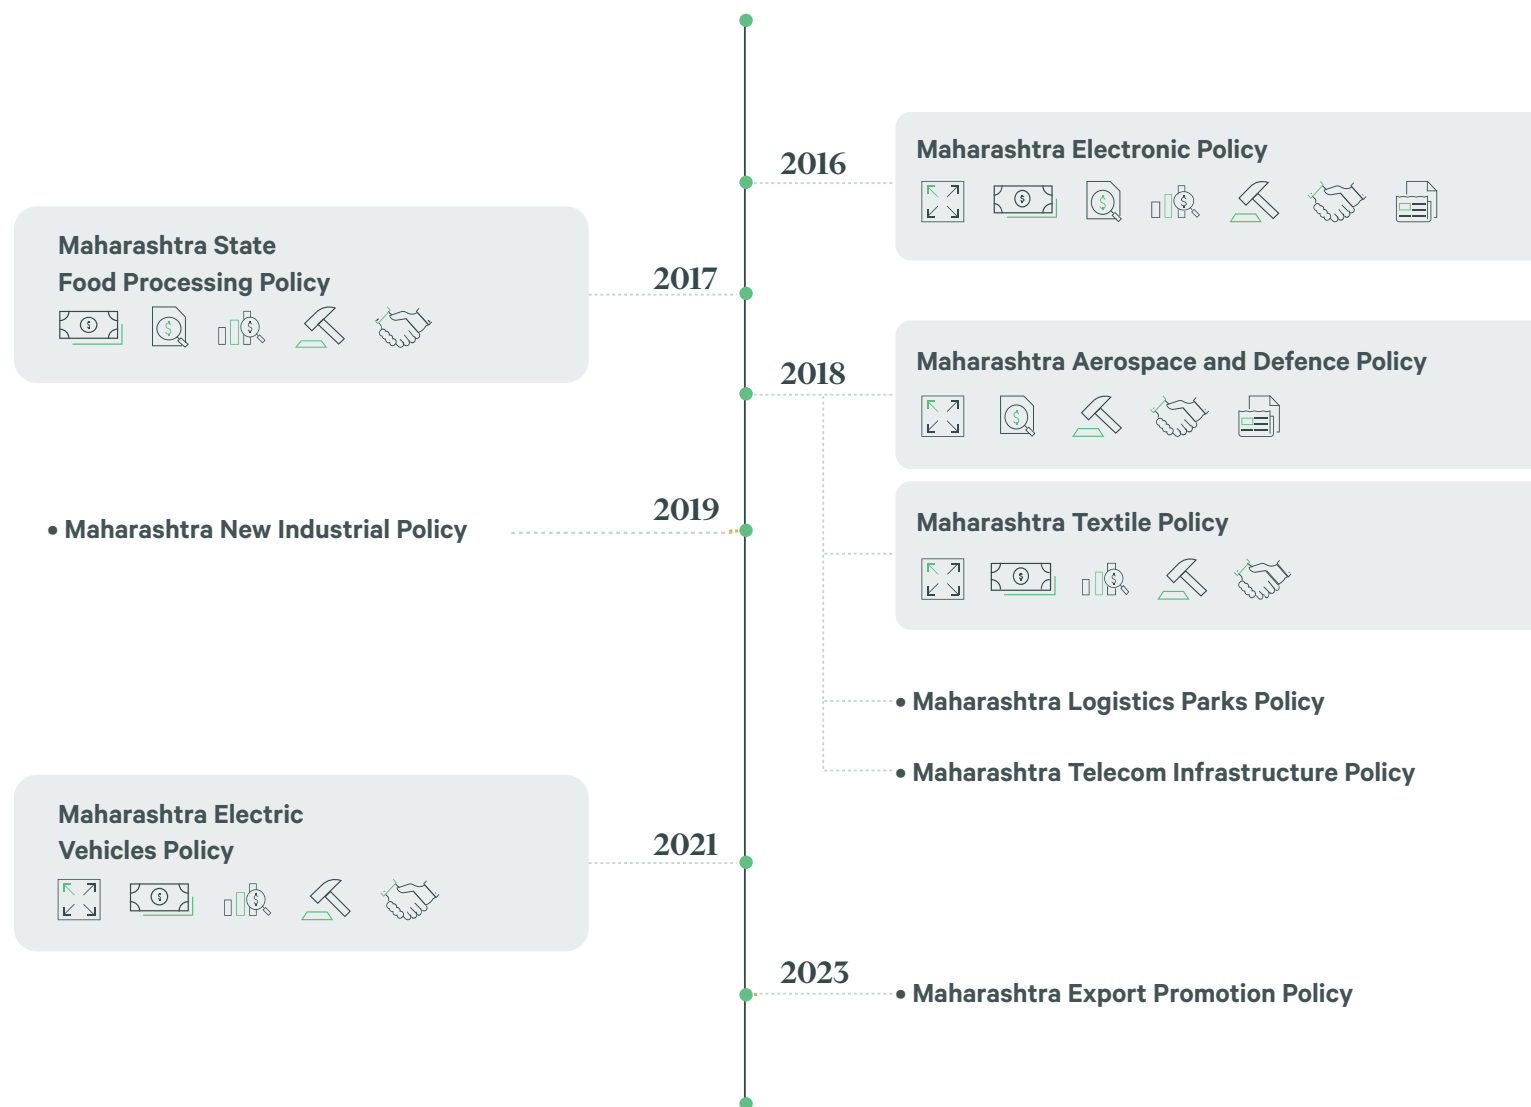 2016
Maharashtra Electronic Policy
2017
Maharashtra State
Food Processing Policy
2018
Maharashtra Aerospace and Defence Policy
Maharashtra Textile Policy
• Maharashtra Logistics Parks Policy
• Maharashtra Telecom Infrastructure Policy
2019
• Maharashtra New Industrial Policy
2021
Maharashtra Electric
Vehicles Policy
2023
• Maharashtra Export Promotion Policy